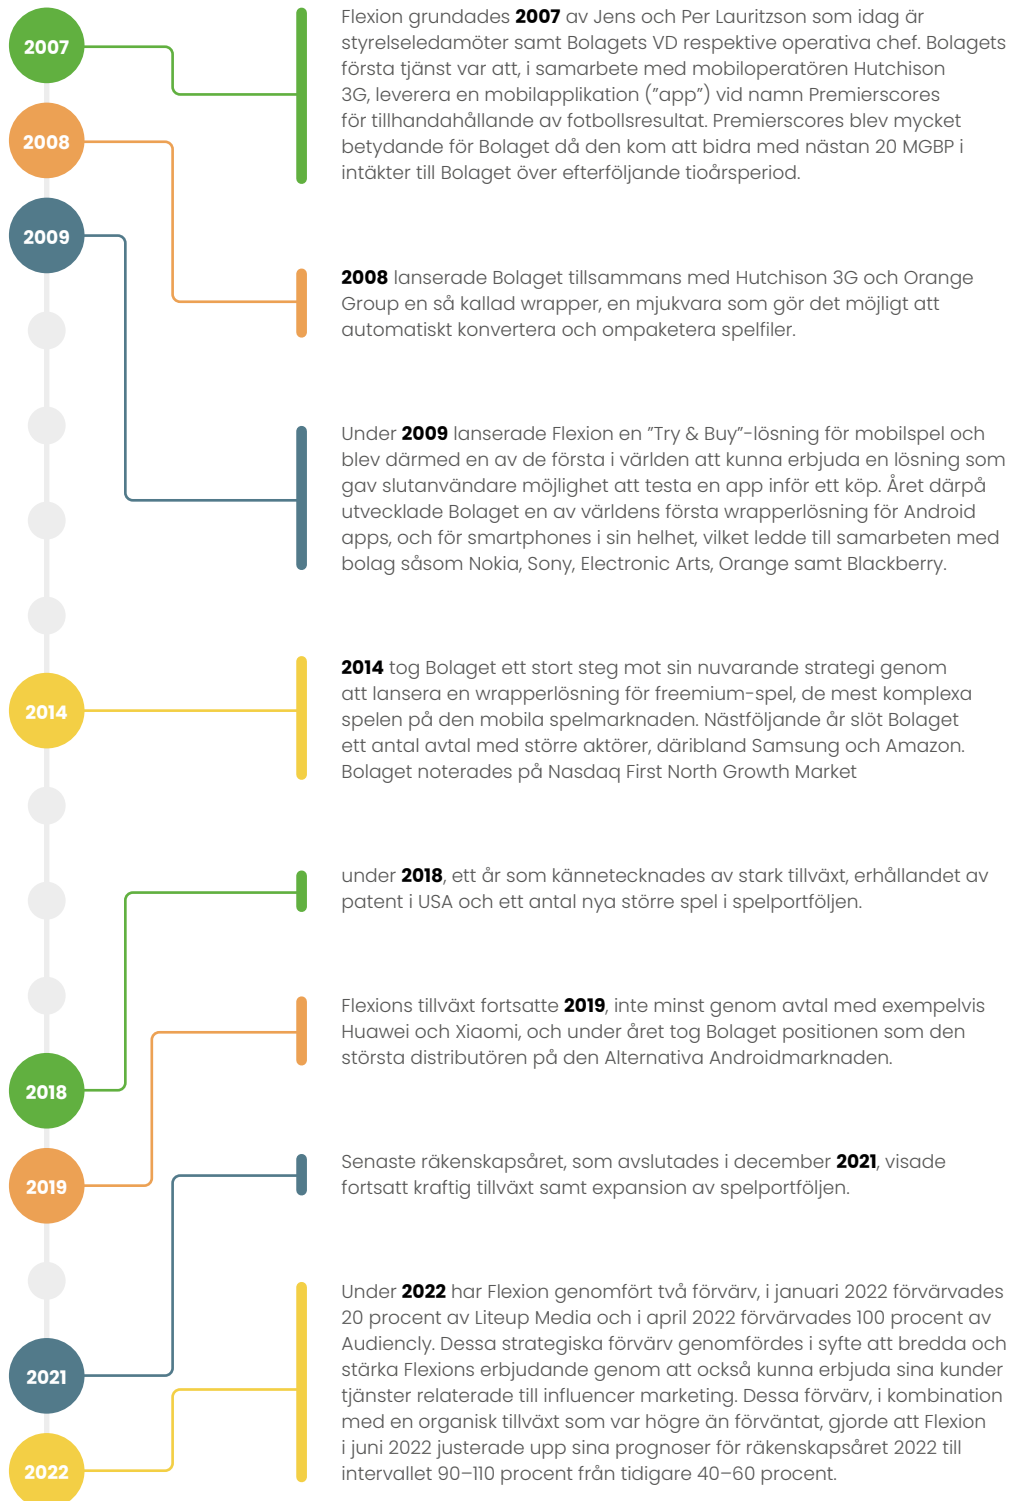 2007
2008
2009
2014
2018
2019
2021
2022
Flexion grundades 2007 av Jens och Per Lauritzson som idag är
styrelseledamöter samt Bolagets VD respektive operativa chef. Bolagets
första tjänst var att, i samarbete med mobiloperatören Hutchison
3G, leverera en mobilapplikation (”app”) vid namn Premierscores
för tillhandahållande av fotbollsresultat. Premierscores blev mycket
betydande för Bolaget då den kom att bidra med nästan 20 MGBP i
intäkter till Bolaget över efterföljande tioårsperiod.
2008 lanserade Bolaget tillsammans med Hutchison 3G och Orange
Group en så kallad wrapper, en mjukvara som gör det möjligt att
automatiskt konvertera och ompaketera spelfiler.
Under 2009 lanserade Flexion en ”Try & Buy”-lösning för mobilspel och
blev därmed en av de första i världen att kunna erbjuda en lösning som
gav slutanvändare möjlighet att testa en app inför ett köp. Året därpå
utvecklade Bolaget en av världens första wrapperlösning för Android
apps, och för smartphones i sin helhet, vilket ledde till samarbeten med
bolag såsom Nokia, Sony, Electronic Arts, Orange samt Blackberry.
2014 tog Bolaget ett stort steg mot sin nuvarande strategi genom
att lansera en wrapperlösning för freemium-spel, de mest komplexa
spelen på den mobila spelmarknaden. Nästföljande år slöt Bolaget
ett antal avtal med större aktörer, däribland Samsung och Amazon.
Bolaget noterades på Nasdaq First North Growth Market
under 2018, ett år som kännetecknades av stark tillväxt, erhållandet av
patent i USA och ett antal nya större spel i spelportföljen.
Flexions tillväxt fortsatte 2019, inte minst genom avtal med exempelvis
Huawei och Xiaomi, och under året tog Bolaget positionen som den
största distributören på den Alternativa Androidmarknaden.
Senaste räkenskapsåret, som avslutades i december 2021, visade
fortsatt kraftig tillväxt samt expansion av spelportföljen.
Under 2022 har Flexion genomfört två förvärv, i januari 2022 förvärvades
20 procent av Liteup Media och i april 2022 förvärvades 100 procent av
Audiencly. Dessa strategiska förvärv genomfördes i syfte att bredda och
stärka Flexions erbjudande genom att också kunna erbjuda sina kunder
tjänster relaterade till influencer marketing. Dessa förvärv, i kombination
med en organisk tillväxt som var högre än förväntat, gjorde att Flexion
i juni 2022 justerade upp sina prognoser för räkenskapsåret 2022 till
intervallet 90–110 procent från tidigare 40–60 procent.